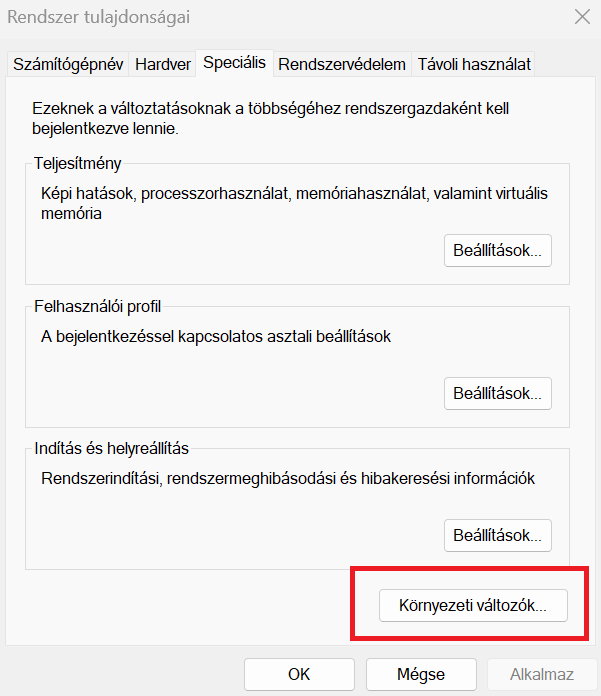 Rendszer tulajdonságai
Számítógépnév Hardver Speciális Rendszervédelem Távoli használat
Ezeknek a változtatásoknak a többségéhez rendszergazdaként kell
bejelentkezve lennie.
Teljesítmény
Képi hatások, processzorhasználat, memóriahasználat, valamint virtuális
memória
Beállítások...
Felhasználói profil
A bejelentkezéssel kapcsolatos asztali beállítások
Beállítások...
Indítás és helyreállítás
Rendszerindítási, rendszermeghibásodási és hibakeresési információk
Beállítások...
Környezeti változók...
OK Mégse Alkalmaz